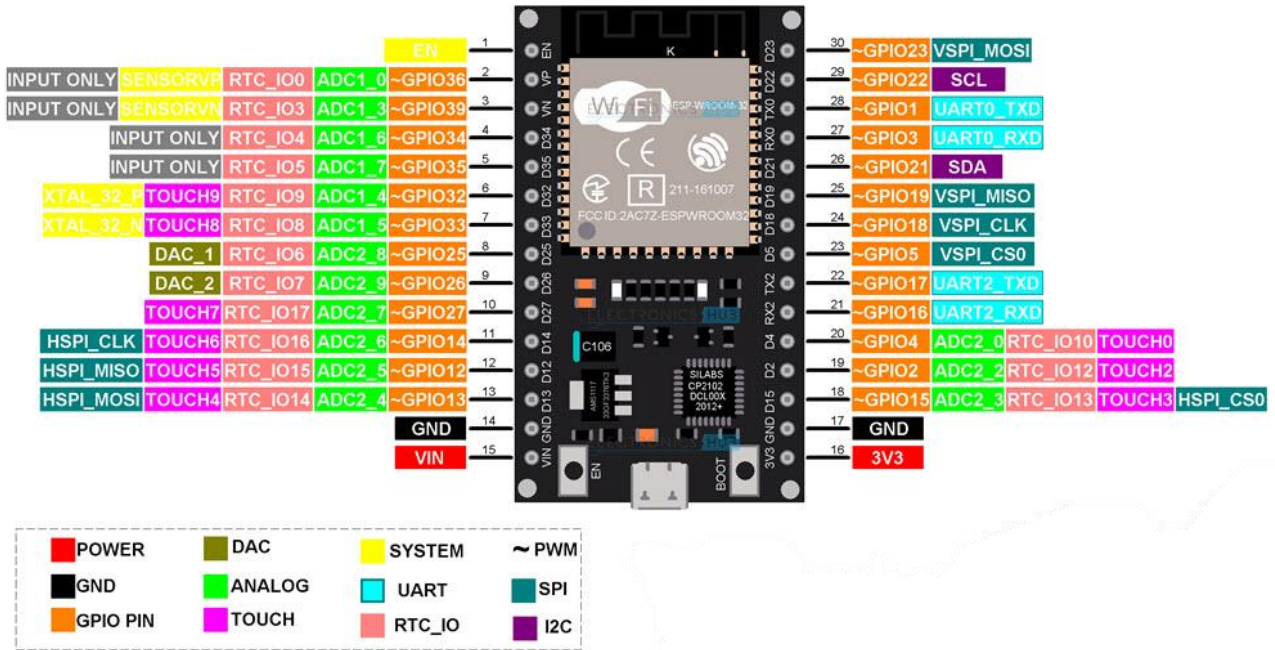 EN 1 EN K D23 30 ~GPIO23 VSPI_MOSI
INPUT ONLY SENSORVP RTC_IO0 ADC1_0 ~GPIO36 2 VP D22 29 ~GPIO22 SCL
INPUT ONLY SENSORVN RTC_IO3 ADC1_3 ~GPIO39 3 VN WiFi ESP-WROOM-32 TX0 28 ~GPIO1 UART0_TXD
INPUT ONLY RTC_IO4 ADC1_6 ~GPIO34 4 D34 CE RX0 27 ~GPIO3 UART0_RXD
INPUT ONLY RTC_IO5 ADC1_7 ~GPIO35 5 D35 D21 26 ~GPIO21 SDA
XTAL_32_P TOUCH9 RTC_IO9 ADC1_4 ~GPIO32 6 D32 R 211-161007 D19 25 ~GPIO19 VSPI_MISO
XTAL_32_N TOUCH8 RTC_IO8 ADC1_5 ~GPIO33 7 D33 FCC ID:2AC7Z-ESPWROOM32 D18 24 ~GPIO18 VSPI_CLK
DAC_1 RTC_IO6 ADC2_8 ~GPIO25 8 D25 D5 23 ~GPIO5 VSPI_CS0
DAC_2 RTC_IO7 ADC2_9 ~GPIO26 9 D26 TX2 22 ~GPIO17 UART2_TXD
TOUCH7 RTC_IO17 ADC2_7 ~GPIO27 10 D27 ELECTRONICS HUB RX2 21 ~GPIO16 UART2_RXD
HSPI_CLK TOUCH6 RTC_IO16 ADC2_6 ~GPIO14 11 D14 C106 D4 20 ~GPIO4 ADC2_0 RTC_IO10 TOUCH0
HSPI_MISO TOUCH5 RTC_IO15 ADC2_5 ~GPIO12 12 D12 D2 19 ~GPIO2 ADC2_2 RTC_IO12 TOUCH2
HSPI_MOSI TOUCH4 RTC_IO14 ADC2_4 ~GPIO13 13 D13 AMS1117 D15 18 ~GPIO15 ADC2_3 RTC_IO13 TOUCH3 HSPI_CS0
SILABS
CP2102
DCL00X
2012+
GND 14 GND ELECTRONICS HUB GND 17 GND
VIN 15 VIN EN BOOT 3V3 16 3V3
POWER DAC SYSTEM ~ PWM
GND ANALOG UART SPI
GPIO PIN TOUCH RTC_IO I2C